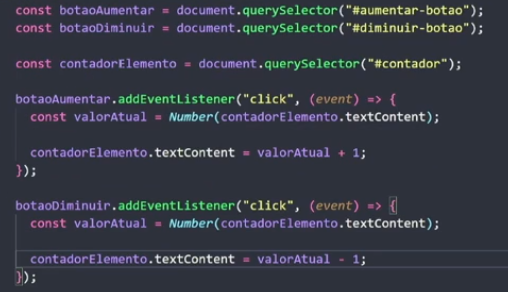 const botaoAumentar = document.querySelector("#aumentar-botao");
const botaoDiminuir = document.querySelector("#diminuir-botao");
const contadorElemento = document.querySelector("#contador");
botaoAumentar.addEventListener("click", (event) => {
const valorAtual = Number(contadorElemento.textContent);
contadorElemento.textContent = valorAtual + 1;
});
botaoDiminuir.addEventListener("click", (event) => {
const valorAtual = Number(contadorElemento.textContent);
contadorElemento.textContent = valorAtual - 1;
});